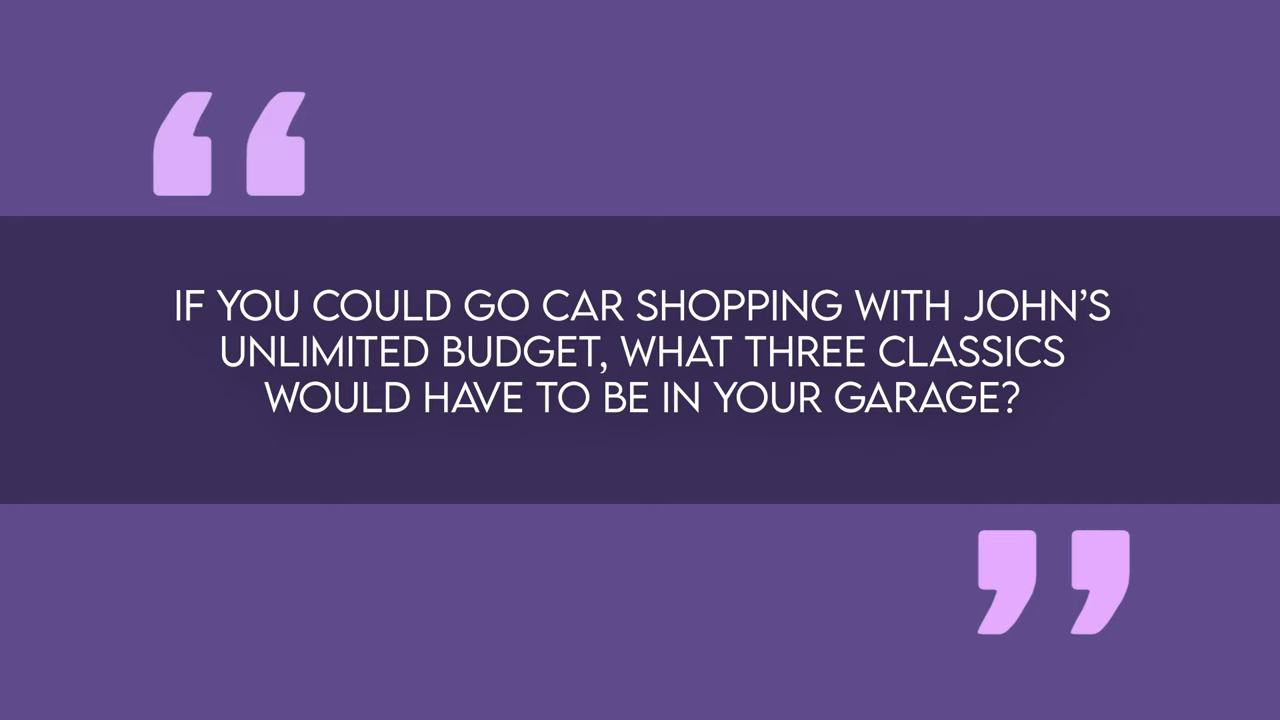 “
IF YOU COULD GO CAR SHOPPING WITH JOHN’S
UNLIMITED BUDGET, WHAT THREE CLASSICS
WOULD HAVE TO BE IN YOUR GARAGE?
”